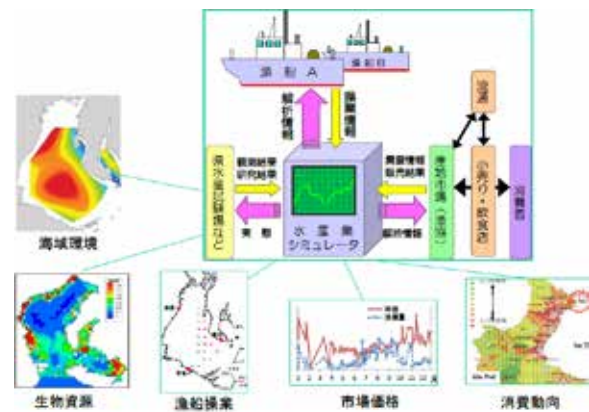 漁船A
漁船B
解析情報
操業情報
流通
県水産試験場など
観測結果
研究結果
実態
水産業
シミュレータ
需要情報
販売結果
解析情報
産地市場(漁協)
小売り・飲食店
消費者
海域環境
生物資源
漁船操業
市場価格
消費動向